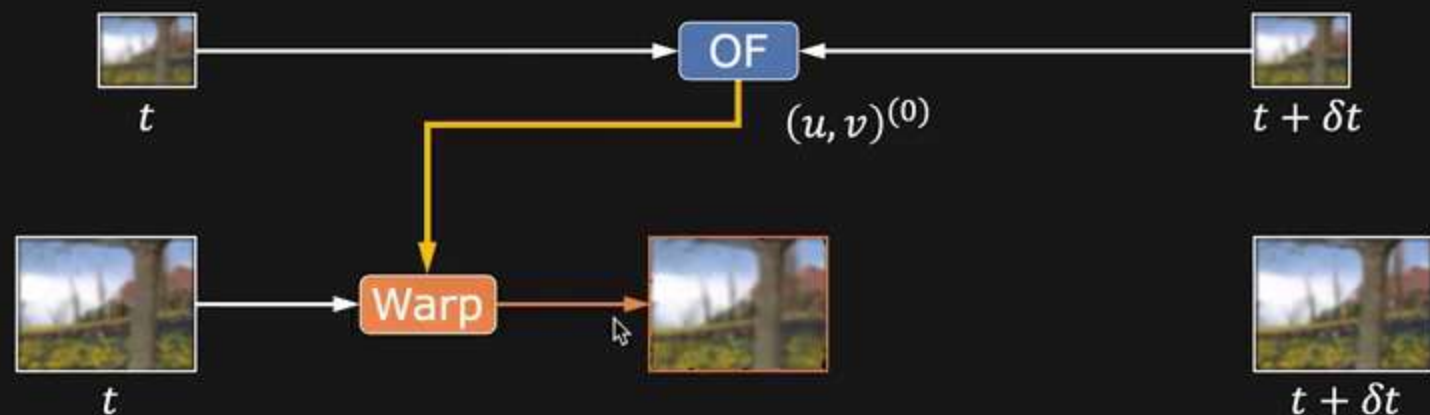 OF
t
(u, v)⁽⁰⁾
t + δt
Warp
t
t + δt